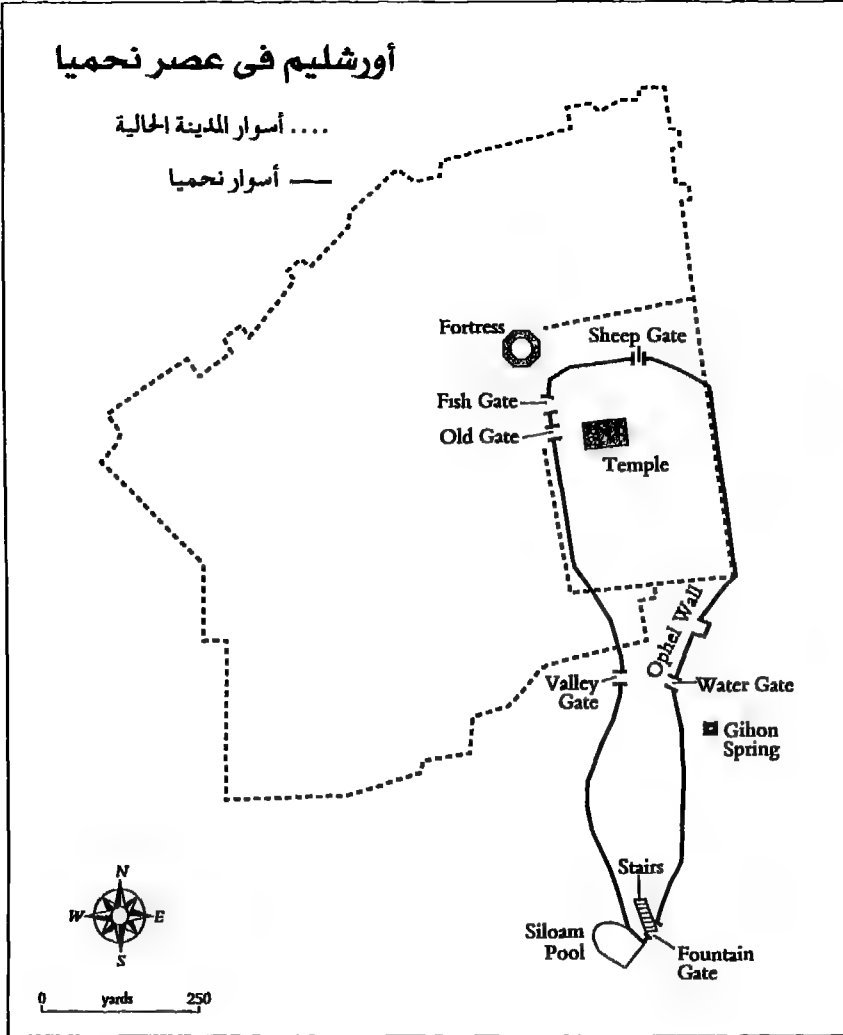 أورشليم فى عصر نحميا
.... أسوار المدينة الحالية
— أسوار نحميا
Fortress
Sheep Gate
Fish Gate
Old Gate
Temple
Ophel Wall
Valley
Gate
Water Gate
Gihon
Spring
Stairs
Siloam
Pool
Fountain
Gate
N
W E
S
0 yards 250